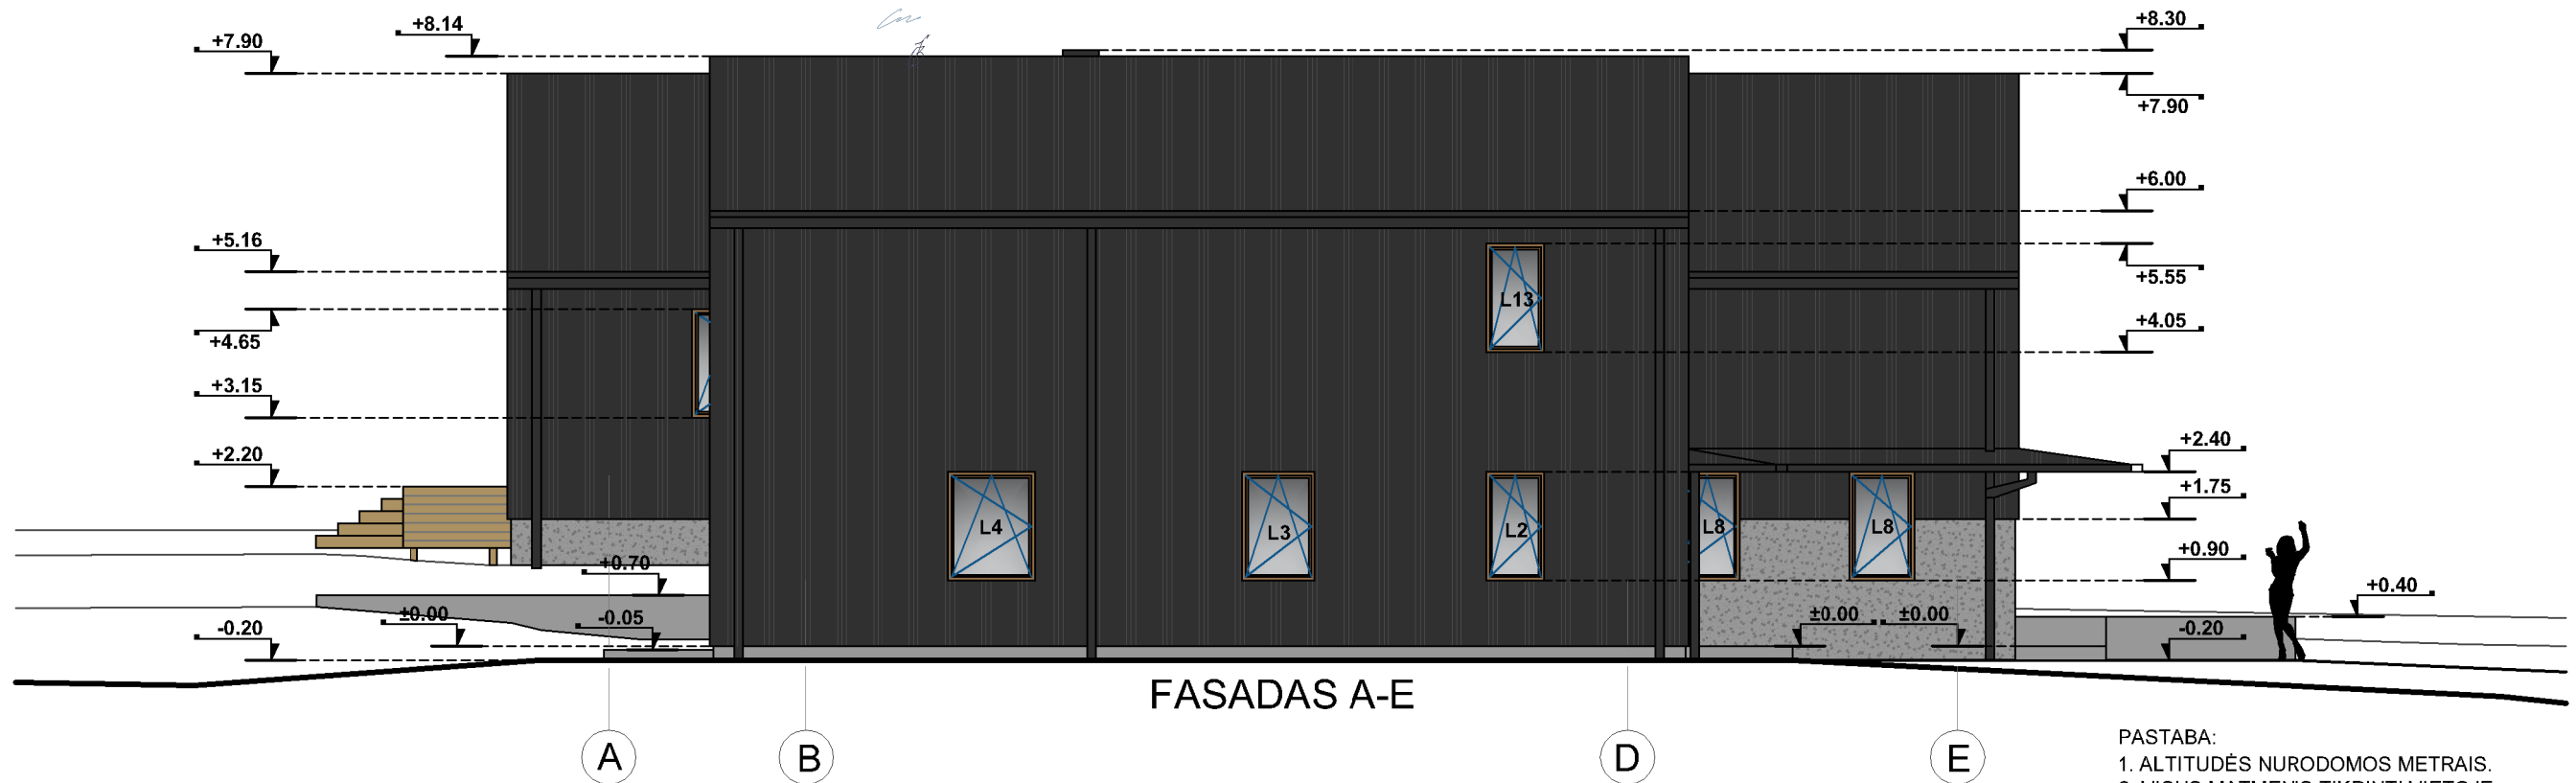 +7.90
+8.14
+8.30
+7.90
+6.00
+5.16
+5.55
L13
+4.65
+4.05
+3.15
+2.20
+2.40
+1.75
L4
L3
L2
L8
L8
+0.70
+0.90
+0.40
-0.20
±0.00
-0.05
±0.00
±0.00
-0.20
FASADAS A-E
A
B
D
E
PASTABA:
1. ALTITUDĖS NURODOMOS METRAIS.